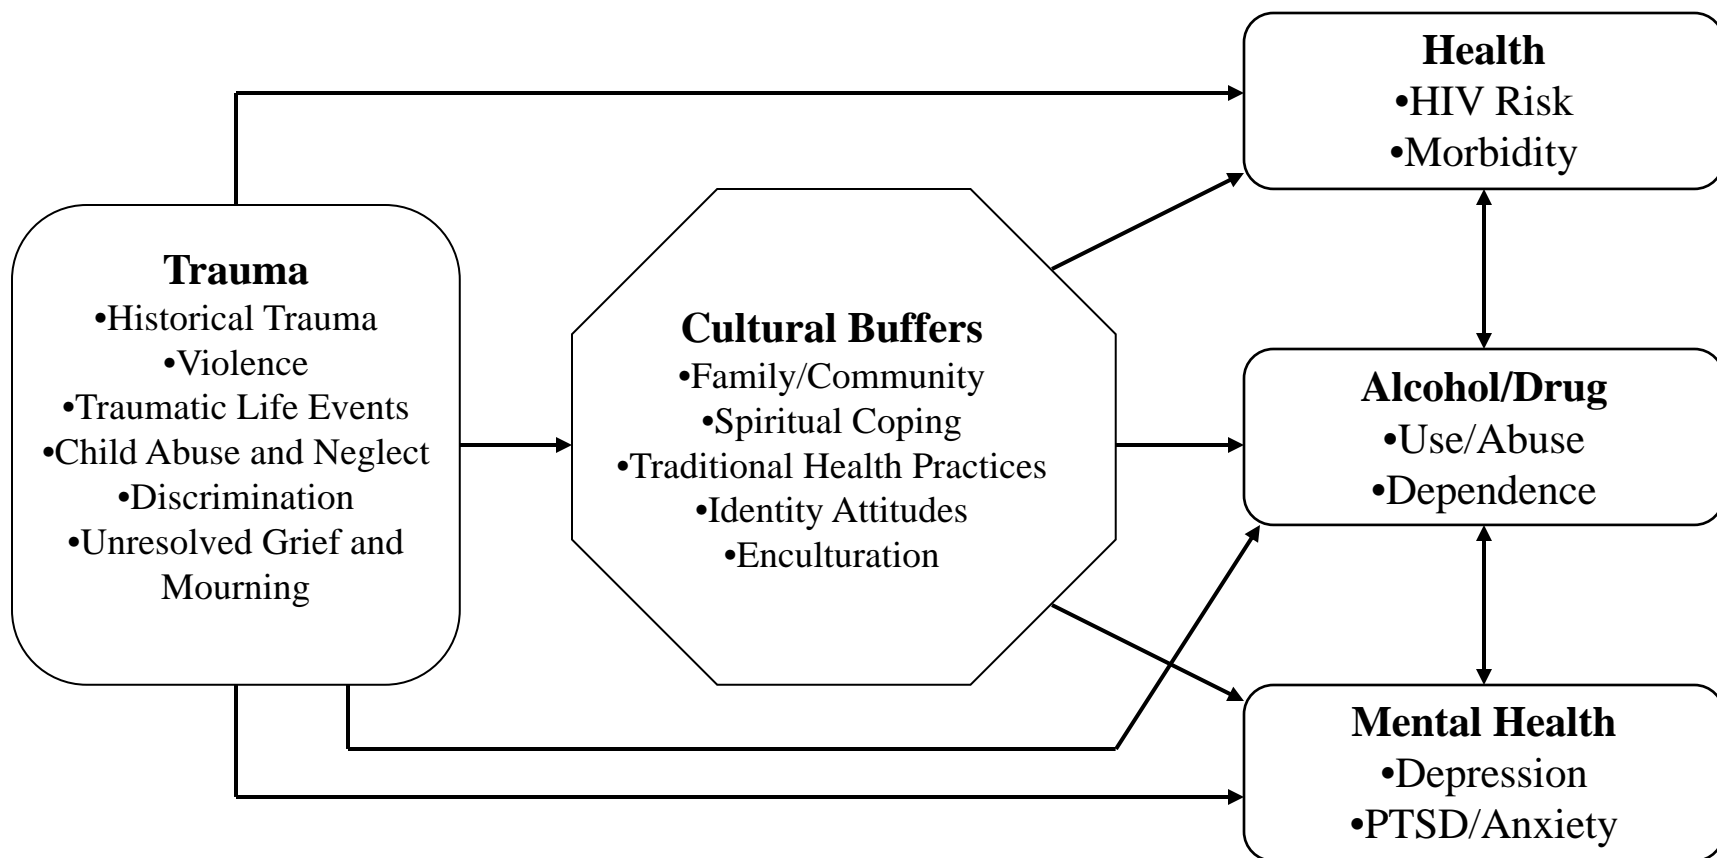 Trauma
•Historical Trauma
•Violence
•Traumatic Life Events
•Child Abuse and Neglect
•Discrimination
•Unresolved Grief and
Mourning
Cultural Buffers
•Family/Community
•Spiritual Coping
•Traditional Health Practices
•Identity Attitudes
•Enculturation
Health
•HIV Risk
•Morbidity
Alcohol/Drug
•Use/Abuse
•Dependence
Mental Health
•Depression
•PTSD/Anxiety